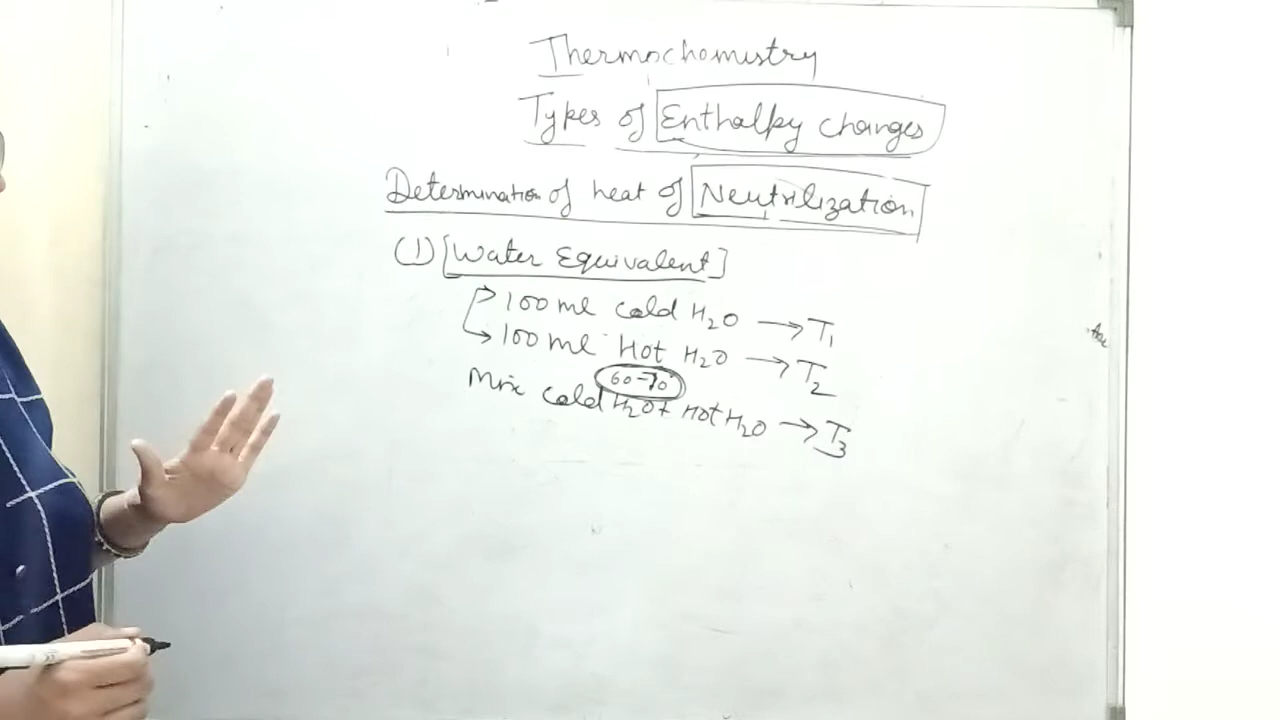 Thermochemistry
Types of Enthalpy changes
Determination of heat of Neutrilization
(1) [Water Equivalent]
100 ml cold H₂O → T₁
100 ml Hot H₂O → T₂
60-70°
Mix cold H₂O + Hot H₂O → T₃